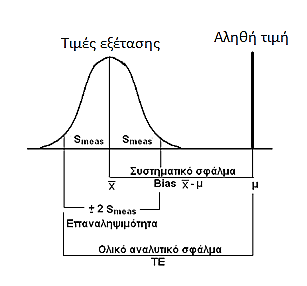 Τιμές εξέτασης
Αληθή τιμή
Smeas Smeas
Συστηματικό σφάλμα
x̅ Bias x̅ - μ μ
± 2 Smeas
Επαναληψιμότητα
Ολικό αναλυτικό σφάλμα
TE